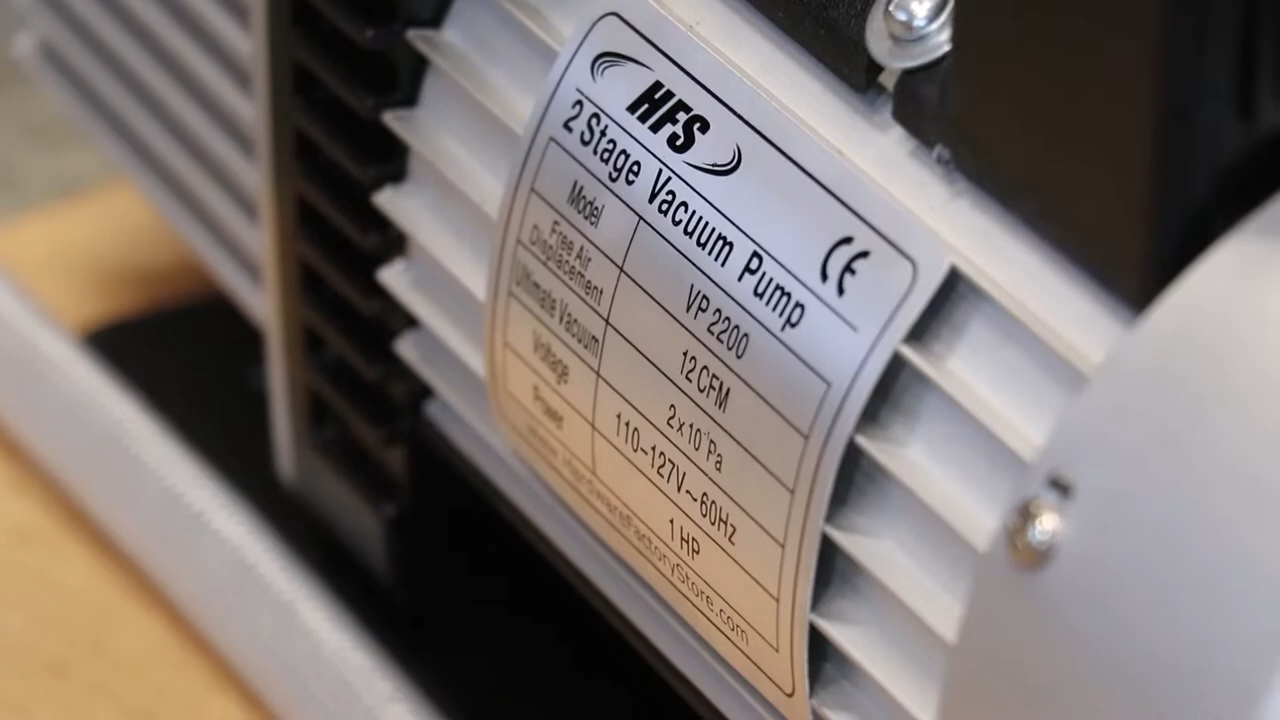 HFS
2 Stage Vacuum Pump
CE
Model VP 2200
Free Air Displacement 12 CFM
Ultimate Vacuum 2x10⁻¹Pa
Voltage 110-127V~60Hz
Power 1 HP
www.HardwareFactoryStore.com